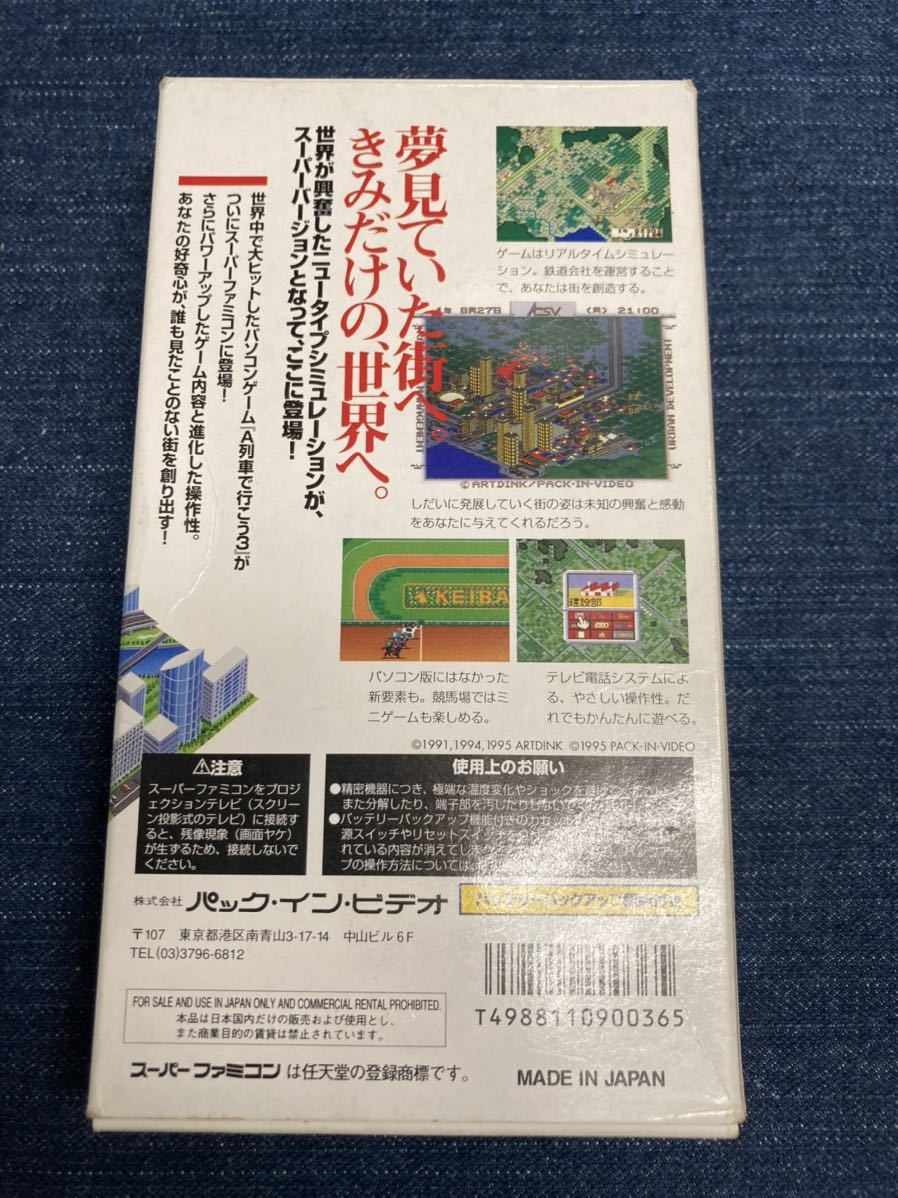 夢見ていた街へ。
きみだけの、世界へ。
世界が興奮したニュータイプシミュレーションが、
スーパーバージョンとなって、ここに登場！
世界中で大ヒットしたパソコンゲーム『A列車で行こう3』が
ついにスーパーファミコンに登場！
さらにパワーアップしたゲーム内容と進化した操作性。
あなたの好奇心が、誰も見たことのない街を創り出す！
ゲームはリアルタイムシミュレー
ション。鉄道会社を運営すること
で、あなたは街を創造する。
年 9月27日
(月) 21:00
URBAN DEVELOPMENT
©ARTDINK/PACK-IN-VIDEO
しだいに発展していく街の姿は未知の興奮と感動
をあなたに与えてくれるだろう。
KEIBA
建設部
パソコン版にはなかった
新要素も。競馬場ではミ
ニゲームも楽しめる。
テレビ電話システムによ
る、やさしい操作性。だ
れでもかんたんに遊べる。
©1991,1994,1995 ARTDINK ©1995 PACK-IN-VIDEO
⚠注意
スーパーファミコンをプロジ
ェクションテレビ（スクリー
ン投影式のテレビ）に接続す
ると、残像現象（画面ヤケ）
が生ずるため、接続しないで
ください。
使用上のお願い
●精密機器につき、極端な温度変化やショックを避けてください。
また分解したり、端子部を汚したりしないでください。
●バッテリーバックアップ機能付きのカセット
源スイッチやリセットスイッチを
れている内容が消えてしま
プの操作方法については、
株式会社 パック・イン・ビデオ
バッテリーバックアップ機能付き
〒107 東京都港区南青山3-17-14 中山ビル6F
TEL(03)3796-6812
T4988110900365
FOR SALE AND USE IN JAPAN ONLY AND COMMERCIAL RENTAL PROHIBITED.
本品は日本国内だけの販売および使用とし、
また商業目的の賃貸は禁止されています。
スーパーファミコンは任天堂の登録商標です。
MADE IN JAPAN